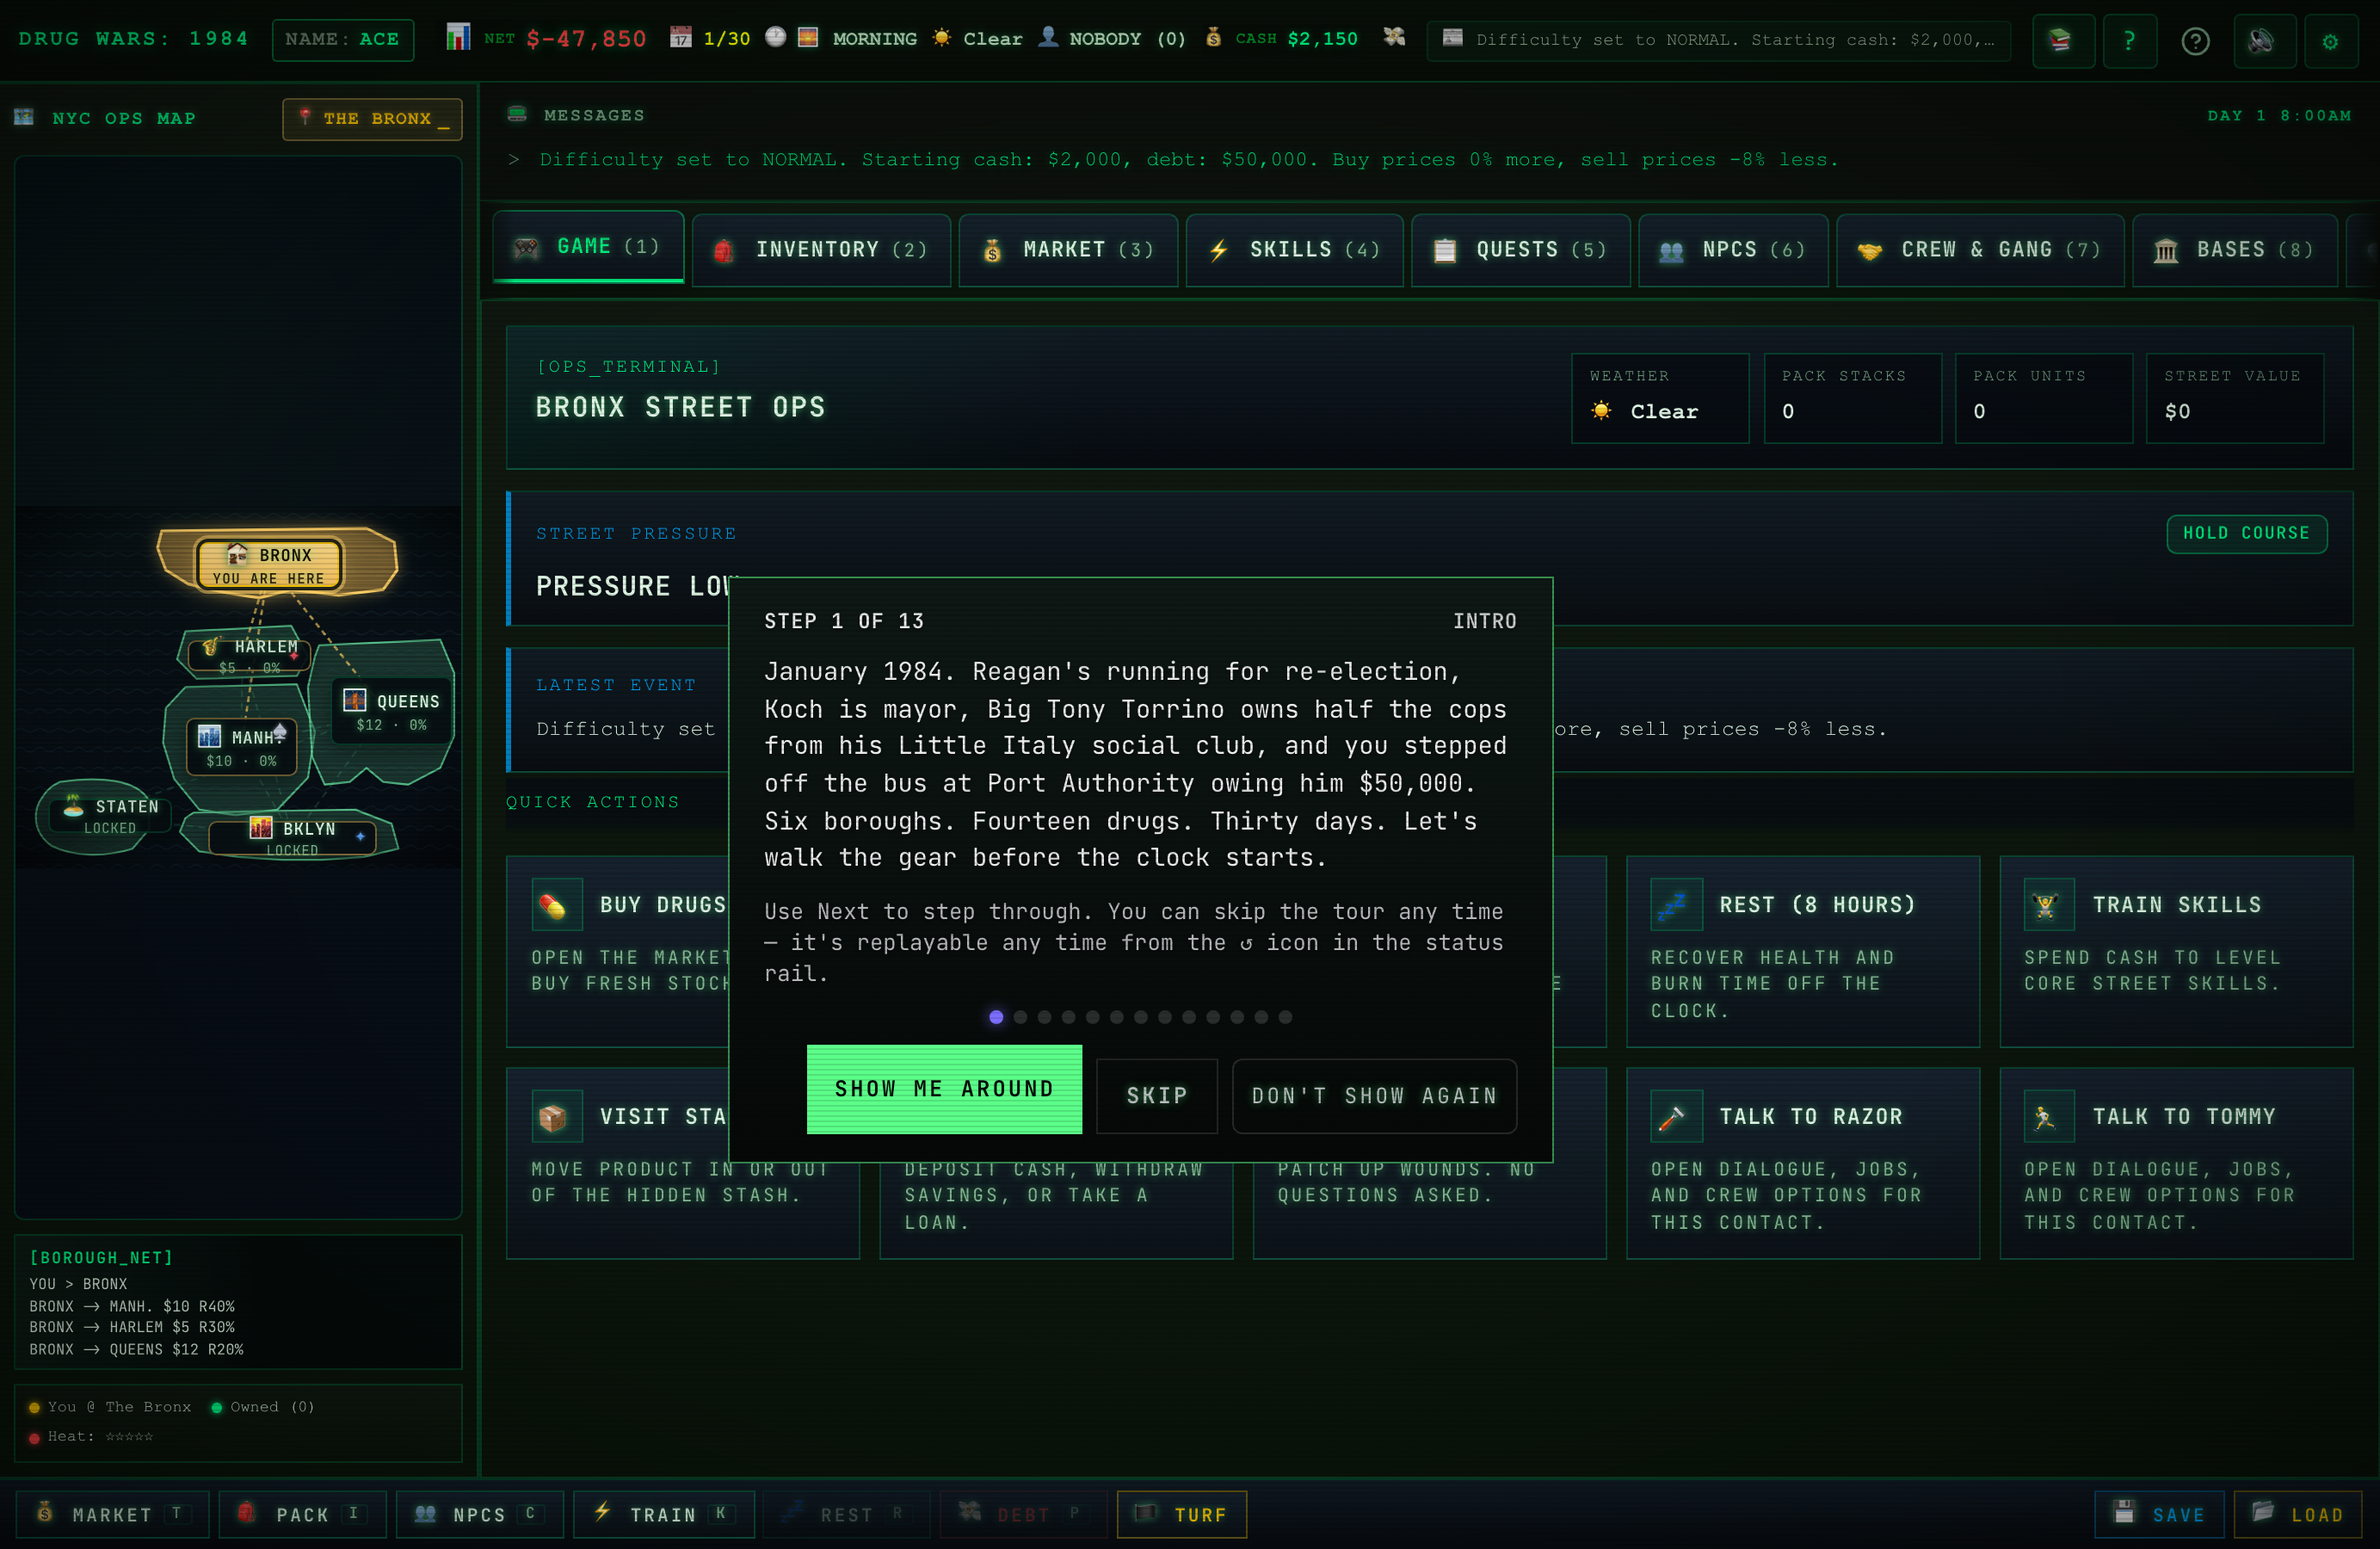 DRUG WARS: 1984
NAME: ACE
NET $-47,850
17 1/30
MORNING
Clear
NOBODY (0)
CASH $2,150
Difficulty set to NORMAL. Starting cash: $2,000,…
?
?
NYC OPS MAP
THE BRONX _
BRONX
YOU ARE HERE
HARLEM
$5 · 0%
QUEENS
$12 · 0%
MANH.
$10 · 0%
STATEN
LOCKED
BKLYN
LOCKED
[BOROUGH_NET]
YOU > BRONX
BRONX → MANH. $10 R40%
BRONX → HARLEM $5 R30%
BRONX → QUEENS $12 R20%
You @ The Bronx
Owned (0)
Heat: ☆☆☆☆☆
MESSAGES
DAY 1 8:00AM
> Difficulty set to NORMAL. Starting cash: $2,000, debt: $50,000. Buy prices 0% more, sell prices -8% less.
GAME (1)
INVENTORY (2)
MARKET (3)
SKILLS (4)
QUESTS (5)
NPCS (6)
CREW & GANG (7)
BASES (8)
[OPS_TERMINAL]
BRONX STREET OPS
WEATHER
Clear
PACK STACKS
0
PACK UNITS
0
STREET VALUE
$0
STREET PRESSURE
PRESSURE LOW
HOLD COURSE
LATEST EVENT
Difficulty set
ore, sell prices -8% less.
QUICK ACTIONS
BUY DRUGS
OPEN THE MARKET
BUY FRESH STOCK
REST (8 HOURS)
RECOVER HEALTH AND
BURN TIME OFF THE
CLOCK.
TRAIN SKILLS
SPEND CASH TO LEVEL
CORE STREET SKILLS.
VISIT STA
MOVE PRODUCT IN OR OUT
OF THE HIDDEN STASH.
DEPOSIT CASH, WITHDRAW
SAVINGS, OR TAKE A
LOAN.
PATCH UP WOUNDS. NO
QUESTIONS ASKED.
TALK TO RAZOR
OPEN DIALOGUE, JOBS,
AND CREW OPTIONS FOR
THIS CONTACT.
TALK TO TOMMY
OPEN DIALOGUE, JOBS,
AND CREW OPTIONS FOR
THIS CONTACT.
STEP 1 OF 13
INTRO
January 1984. Reagan's running for re-election,
Koch is mayor, Big Tony Torrino owns half the cops
from his Little Italy social club, and you stepped
off the bus at Port Authority owing him $50,000.
Six boroughs. Fourteen drugs. Thirty days. Let's
walk the gear before the clock starts.
Use Next to step through. You can skip the tour any time
— it's replayable any time from the ↺ icon in the status
rail.
SHOW ME AROUND
SKIP
DON'T SHOW AGAIN
MARKET T
PACK I
NPCS C
TRAIN K
REST R
DEBT P
TURF
SAVE
LOAD